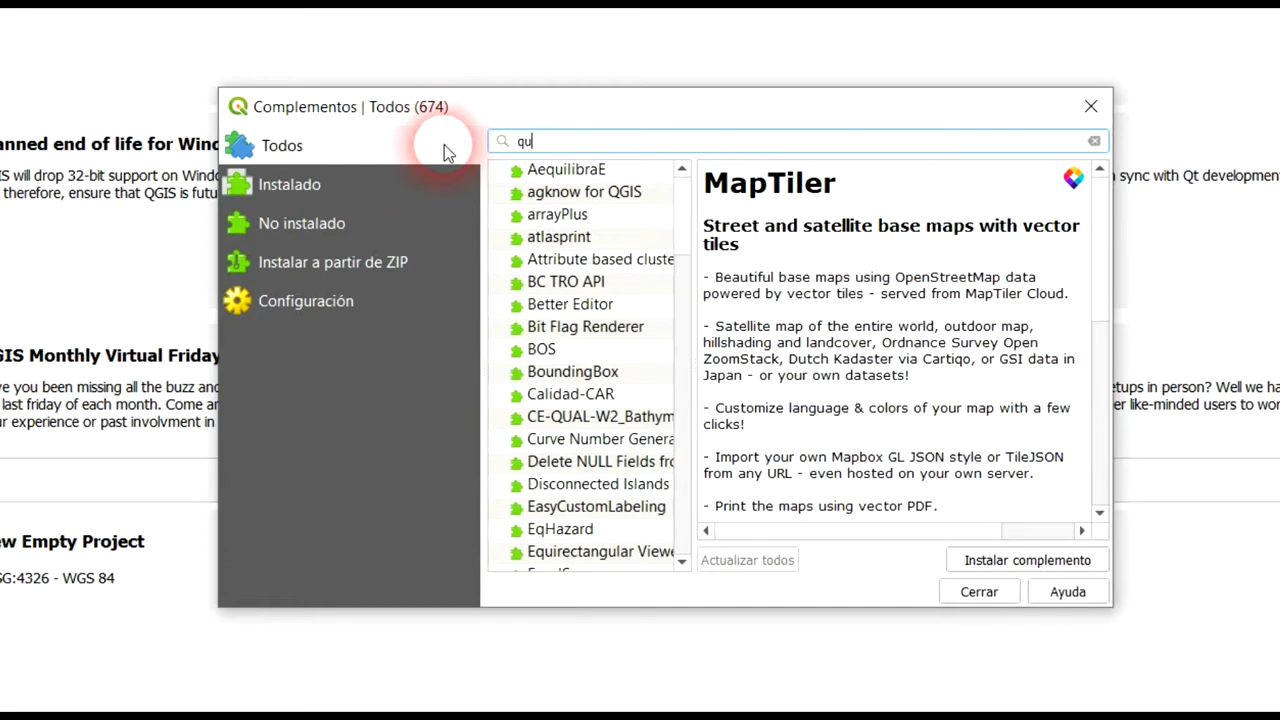 Complementos | Todos (674)
Todos
Instalado
No instalado
Instalar a partir de ZIP
Configuración
qu
AequilibraE
agknow for QGIS
arrayPlus
atlasprint
Attribute based cluste
BC TRO API
Better Editor
Bit Flag Renderer
BOS
BoundingBox
Calidad-CAR
CE-QUAL-W2_Bathym
Curve Number Genera
Delete NULL Fields fro
Disconnected Islands
EasyCustomLabeling
EqHazard
Equirectangular Viewe
MapTiler
Street and satellite base maps with vector
tiles
- Beautiful base maps using OpenStreetMap data
powered by vector tiles - served from MapTiler Cloud.
- Satellite map of the entire world, outdoor map,
hillshading and landcover, Ordnance Survey Open
ZoomStack, Dutch Kadaster via Cartiqo, or GSI data in
Japan - or your own datasets!
- Customize language & colors of your map with a few
clicks!
- Import your own Mapbox GL JSON style or TileJSON
from any URL - even hosted on your own server.
- Print the maps using vector PDF.
Actualizar todos
Instalar complemento
Cerrar
Ayuda
anned end of life for Wind
IS will drop 32-bit support on Windo
therefore, ensure that QGIS is futu
n sync with Qt development
GIS Monthly Virtual Friday
ve you been missing all the buzz and
last friday of each month. Come an
r experience or past involvment in
etups in person? Well we ha
er like-minded users to wor
ew Empty Project
SG:4326 - WGS 84